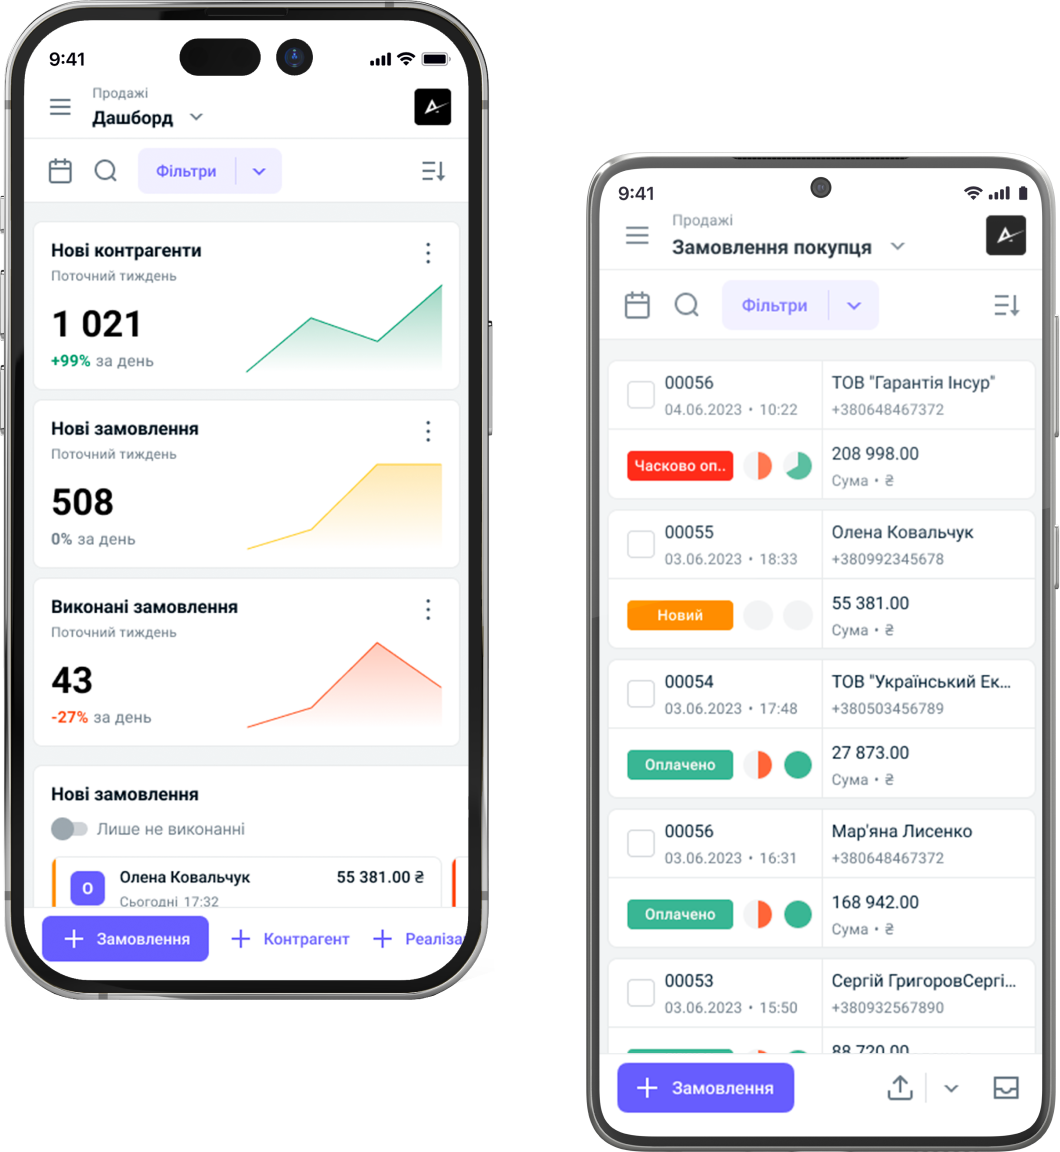 9:41
Продажі
Дашборд
Фільтри
Нові контрагенти
Поточний тиждень
1 021
+99% за день
Нові замовлення
Поточний тиждень
508
0% за день
Виконані замовлення
Поточний тиждень
43
-27% за день
Нові замовлення
Лише не виконанні
О
Олена Ковальчук
55 381.00 ₴
Сьогодні 17:32
Замовлення
Контрагент
Реаліза
9:41
Продажі
Замовлення покупця
Фільтри
00056
04.06.2023 • 10:22
ТОВ "Гарантія Інсур"
+380648467372
Часково оп..
208 998.00
Сума • ₴
00055
03.06.2023 • 18:33
Олена Ковальчук
+380992345678
Новий
55 381.00
Сума • ₴
00054
03.06.2023 • 17:48
ТОВ "Український Ек...
+380503456789
Оплачено
27 873.00
Сума • ₴
00056
03.06.2023 • 16:31
Мар'яна Лисенко
+380648467372
Оплачено
168 942.00
Сума • ₴
00053
03.06.2023 • 15:50
Сергій ГригоровСергі...
+380932567890
88 720.00
Замовлення